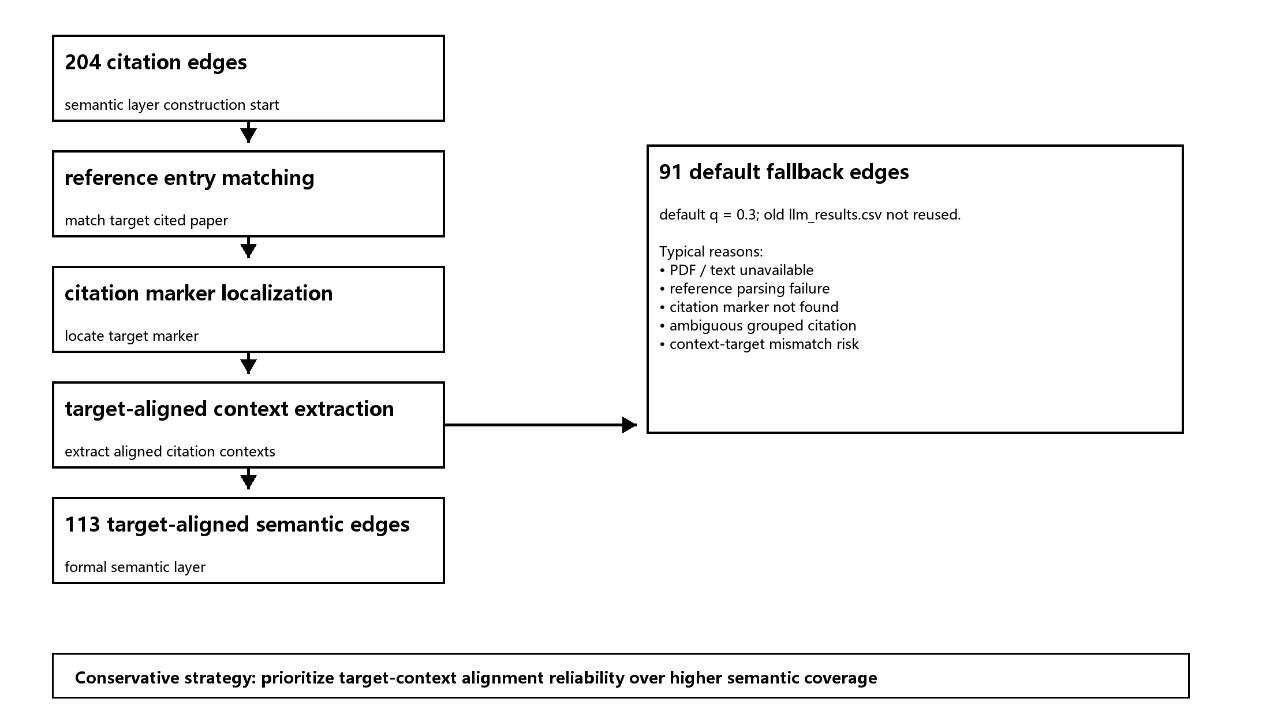 204 citation edges
semantic layer construction start
reference entry matching
match target cited paper
citation marker localization
locate target marker
target-aligned context extraction
extract aligned citation contexts
113 target-aligned semantic edges
formal semantic layer
91 default fallback edges
default q = 0.3; old llm_results.csv not reused.
Typical reasons:
• PDF / text unavailable
• reference parsing failure
• citation marker not found
• ambiguous grouped citation
• context-target mismatch risk
Conservative strategy: prioritize target-context alignment reliability over higher semantic coverage